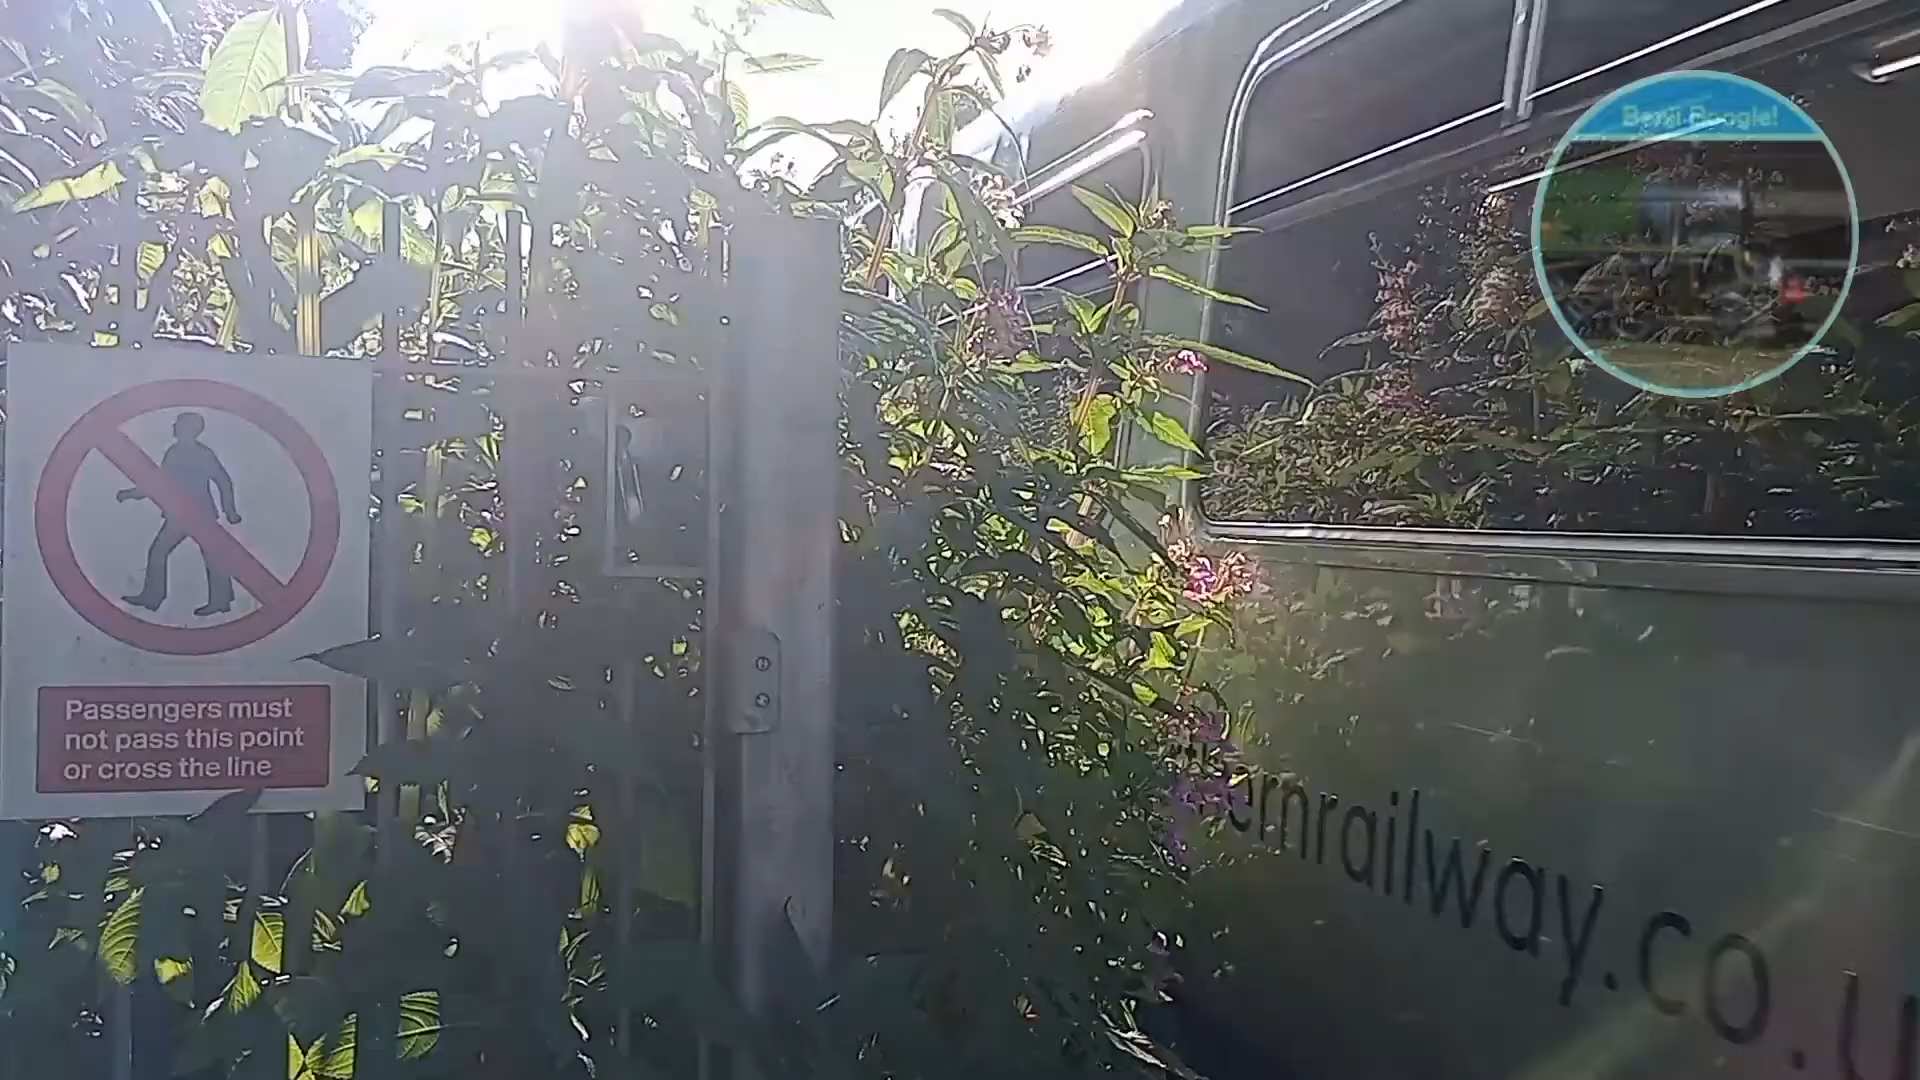 Passengers must
not pass this point
or cross the line
ernrailway.co.u